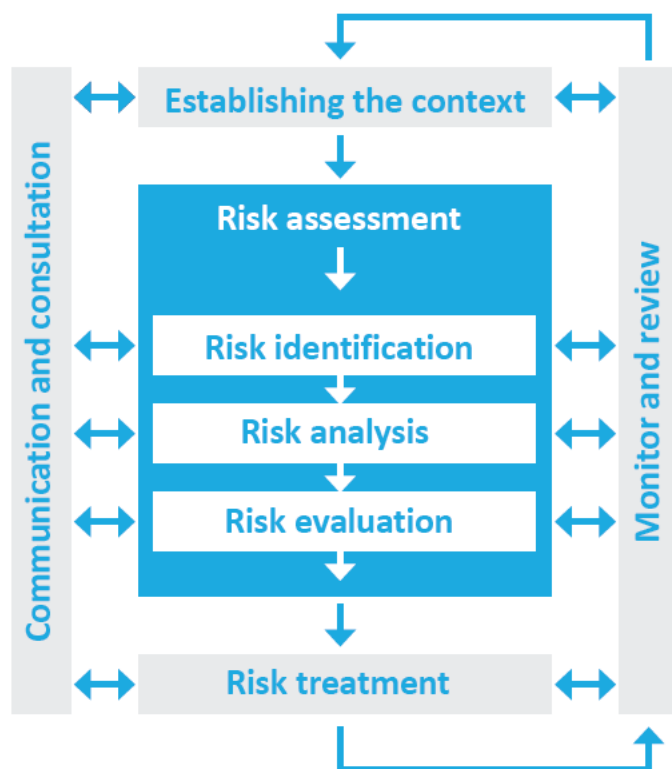 Establishing the context
Communication and consultation
Risk assessment
Risk identification
Risk analysis
Risk evaluation
Monitor and review
Risk treatment